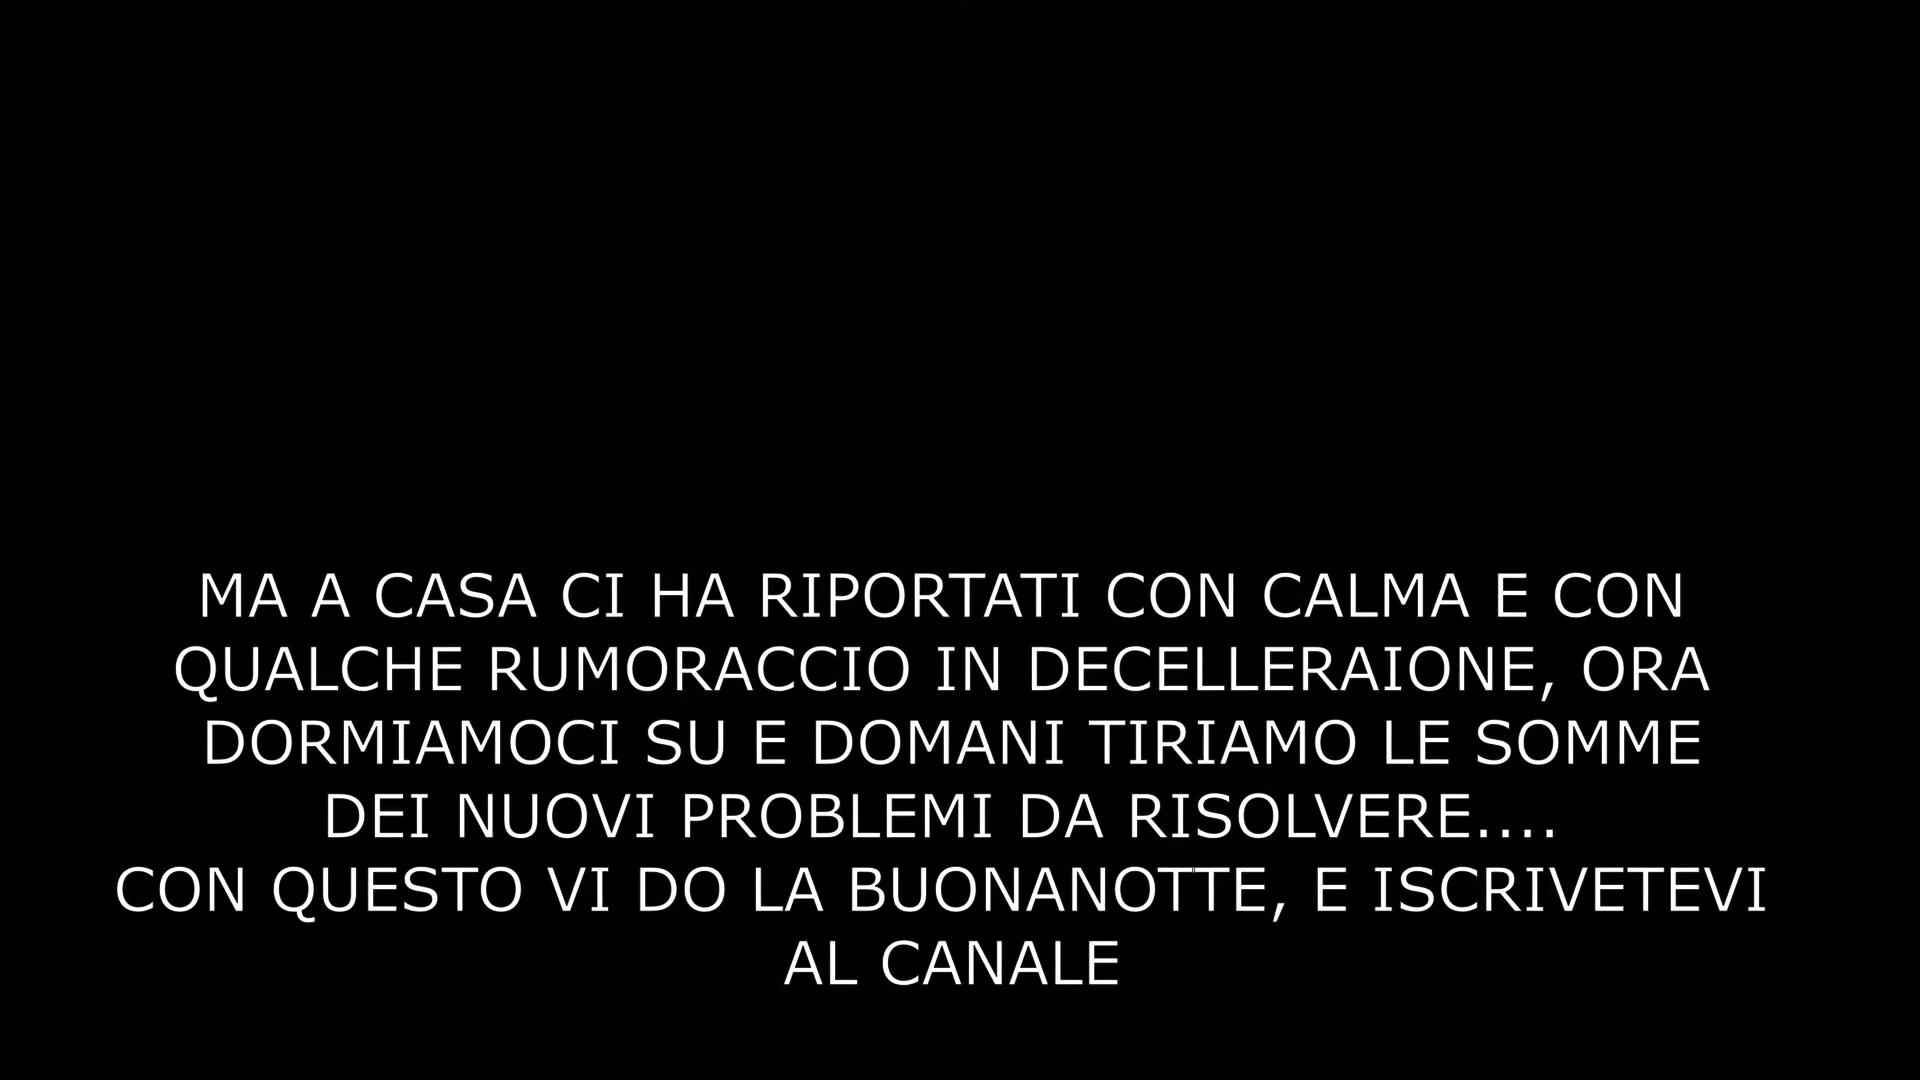 MA A CASA CI HA RIPORTATI CON CALMA E CON
QUALCHE RUMORACCIO IN DECELLERAIONE, ORA
DORMIAMOCI SU E DOMANI TIRIAMO LE SOMME
DEI NUOVI PROBLEMI DA RISOLVERE....
CON QUESTO VI DO LA BUONANOTTE, E ISCRIVETEVI
AL CANALE